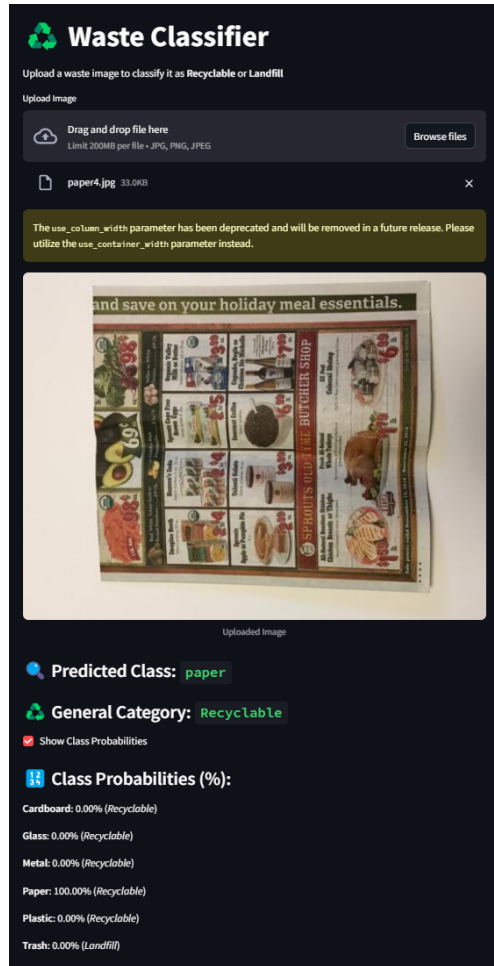 Waste Classifier
Upload a waste image to classify it as Recyclable or Landfill
Upload Image
Drag and drop file here
Limit 200MB per file • JPG, PNG, JPEG
Browse files
paper4.jpg 33.0KB
The use_column_width parameter has been deprecated and will be removed in a future release. Please
utilize the use_container_width parameter instead.
and save on your holiday meal essentials.
98¢
69¢
98¢
SPROUTS OLD TYME BUTCHER SHOP
Uploaded Image
Predicted Class: paper
General Category: Recyclable
Show Class Probabilities
Class Probabilities (%):
Cardboard: 0.00% (Recyclable)
Glass: 0.00% (Recyclable)
Metal: 0.00% (Recyclable)
Paper: 100.00% (Recyclable)
Plastic: 0.00% (Recyclable)
Trash: 0.00% (Landfill)